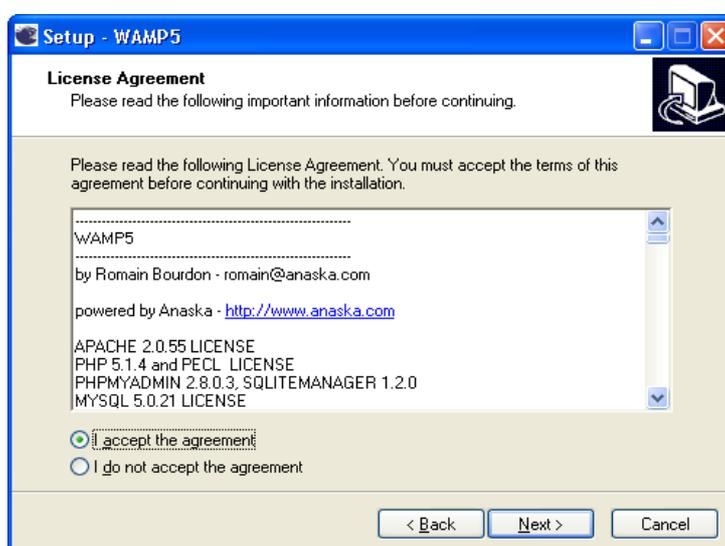 Setup - WAMP5
License Agreement
Please read the following important information before continuing.
Please read the following License Agreement. You must accept the terms of this
agreement before continuing with the installation.
------------------------------------------------------------
WAMP5
------------------------------------------------------------
by Romain Bourdon - romain@anaska.com
powered by Anaska - http://www.anaska.com
APACHE 2.0.55 LICENSE
PHP 5.1.4 and PECL  LICENSE
PHPMYADMIN 2.8.0.3, SQLITEMANAGER 1.2.0
MYSQL 5.0.21 LICENSE
I accept the agreement
I do not accept the agreement
< Back Next > Cancel